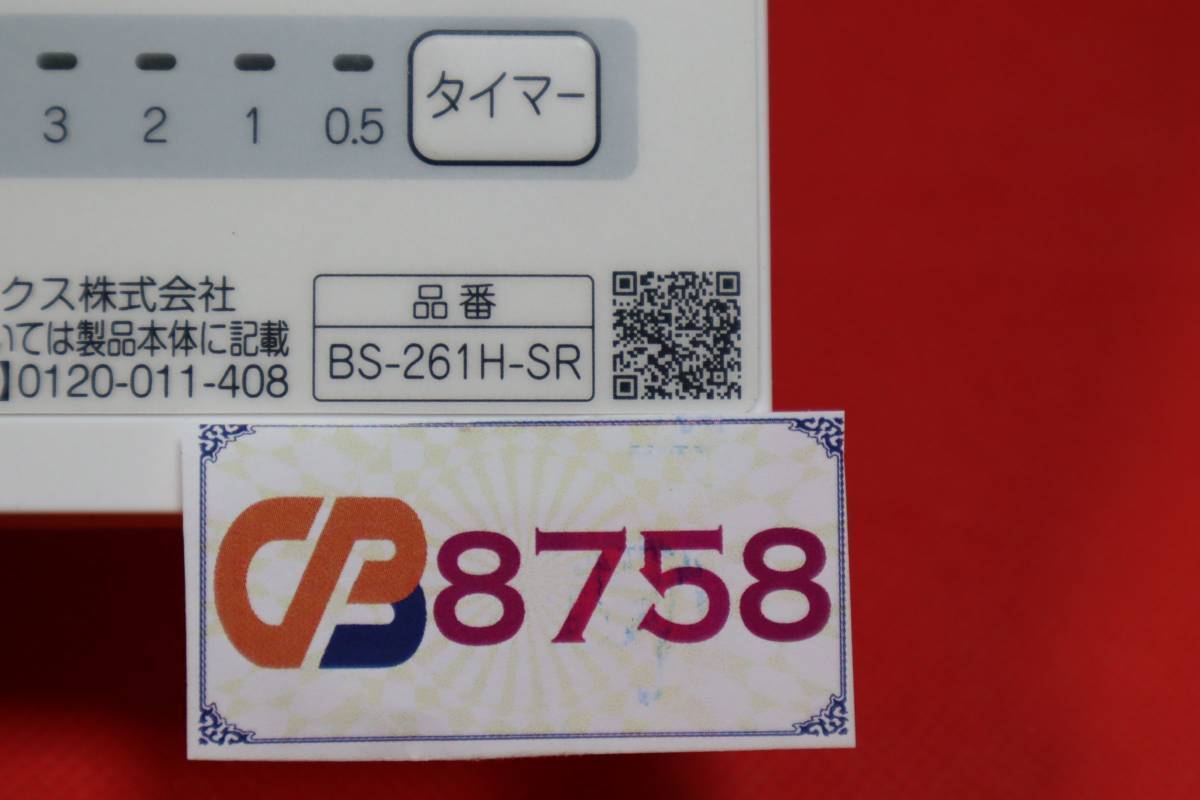 タイマー
3 2 1 0.5
クス株式会社
いては製品本体に記載
】0120-011-408
品番
BS-261H-SR
CB8758